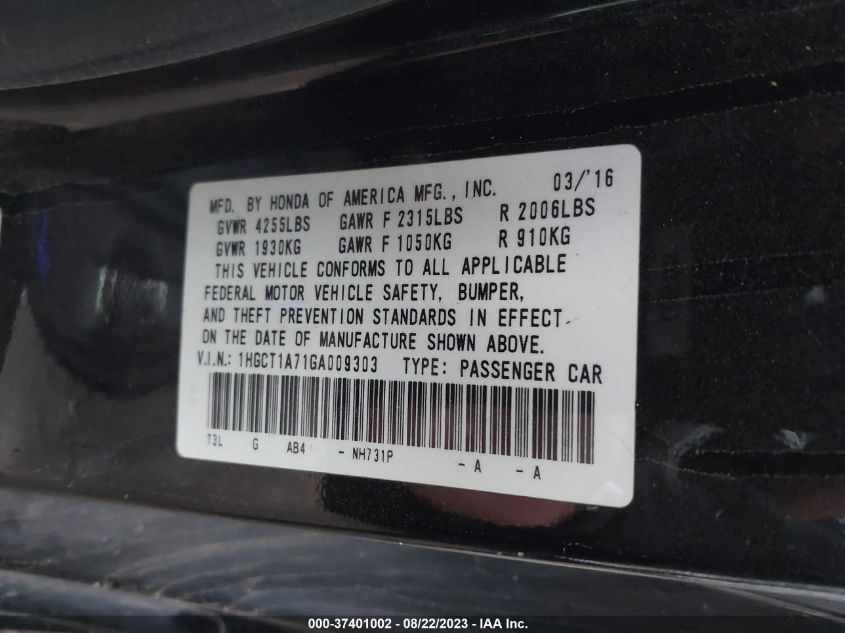 MFD. BY HONDA OF AMERICA MFG., INC. 03/'16
GVWR 4255LBS GAWR F 2315LBS R 2006LBS
GVWR 1930KG GAWR F 1050KG R 910KG
THIS VEHICLE CONFORMS TO ALL APPLICABLE
FEDERAL MOTOR VEHICLE SAFETY, BUMPER,
AND THEFT PREVENTION STANDARDS IN EFFECT
ON THE DATE OF MANUFACTURE SHOWN ABOVE.
V.I.N.: 1HGCT1A71GA009303 TYPE: PASSENGER CAR
T3L G AB4 - NH731P - A - A
000-37401002 - 08/22/2023 - IAA Inc.